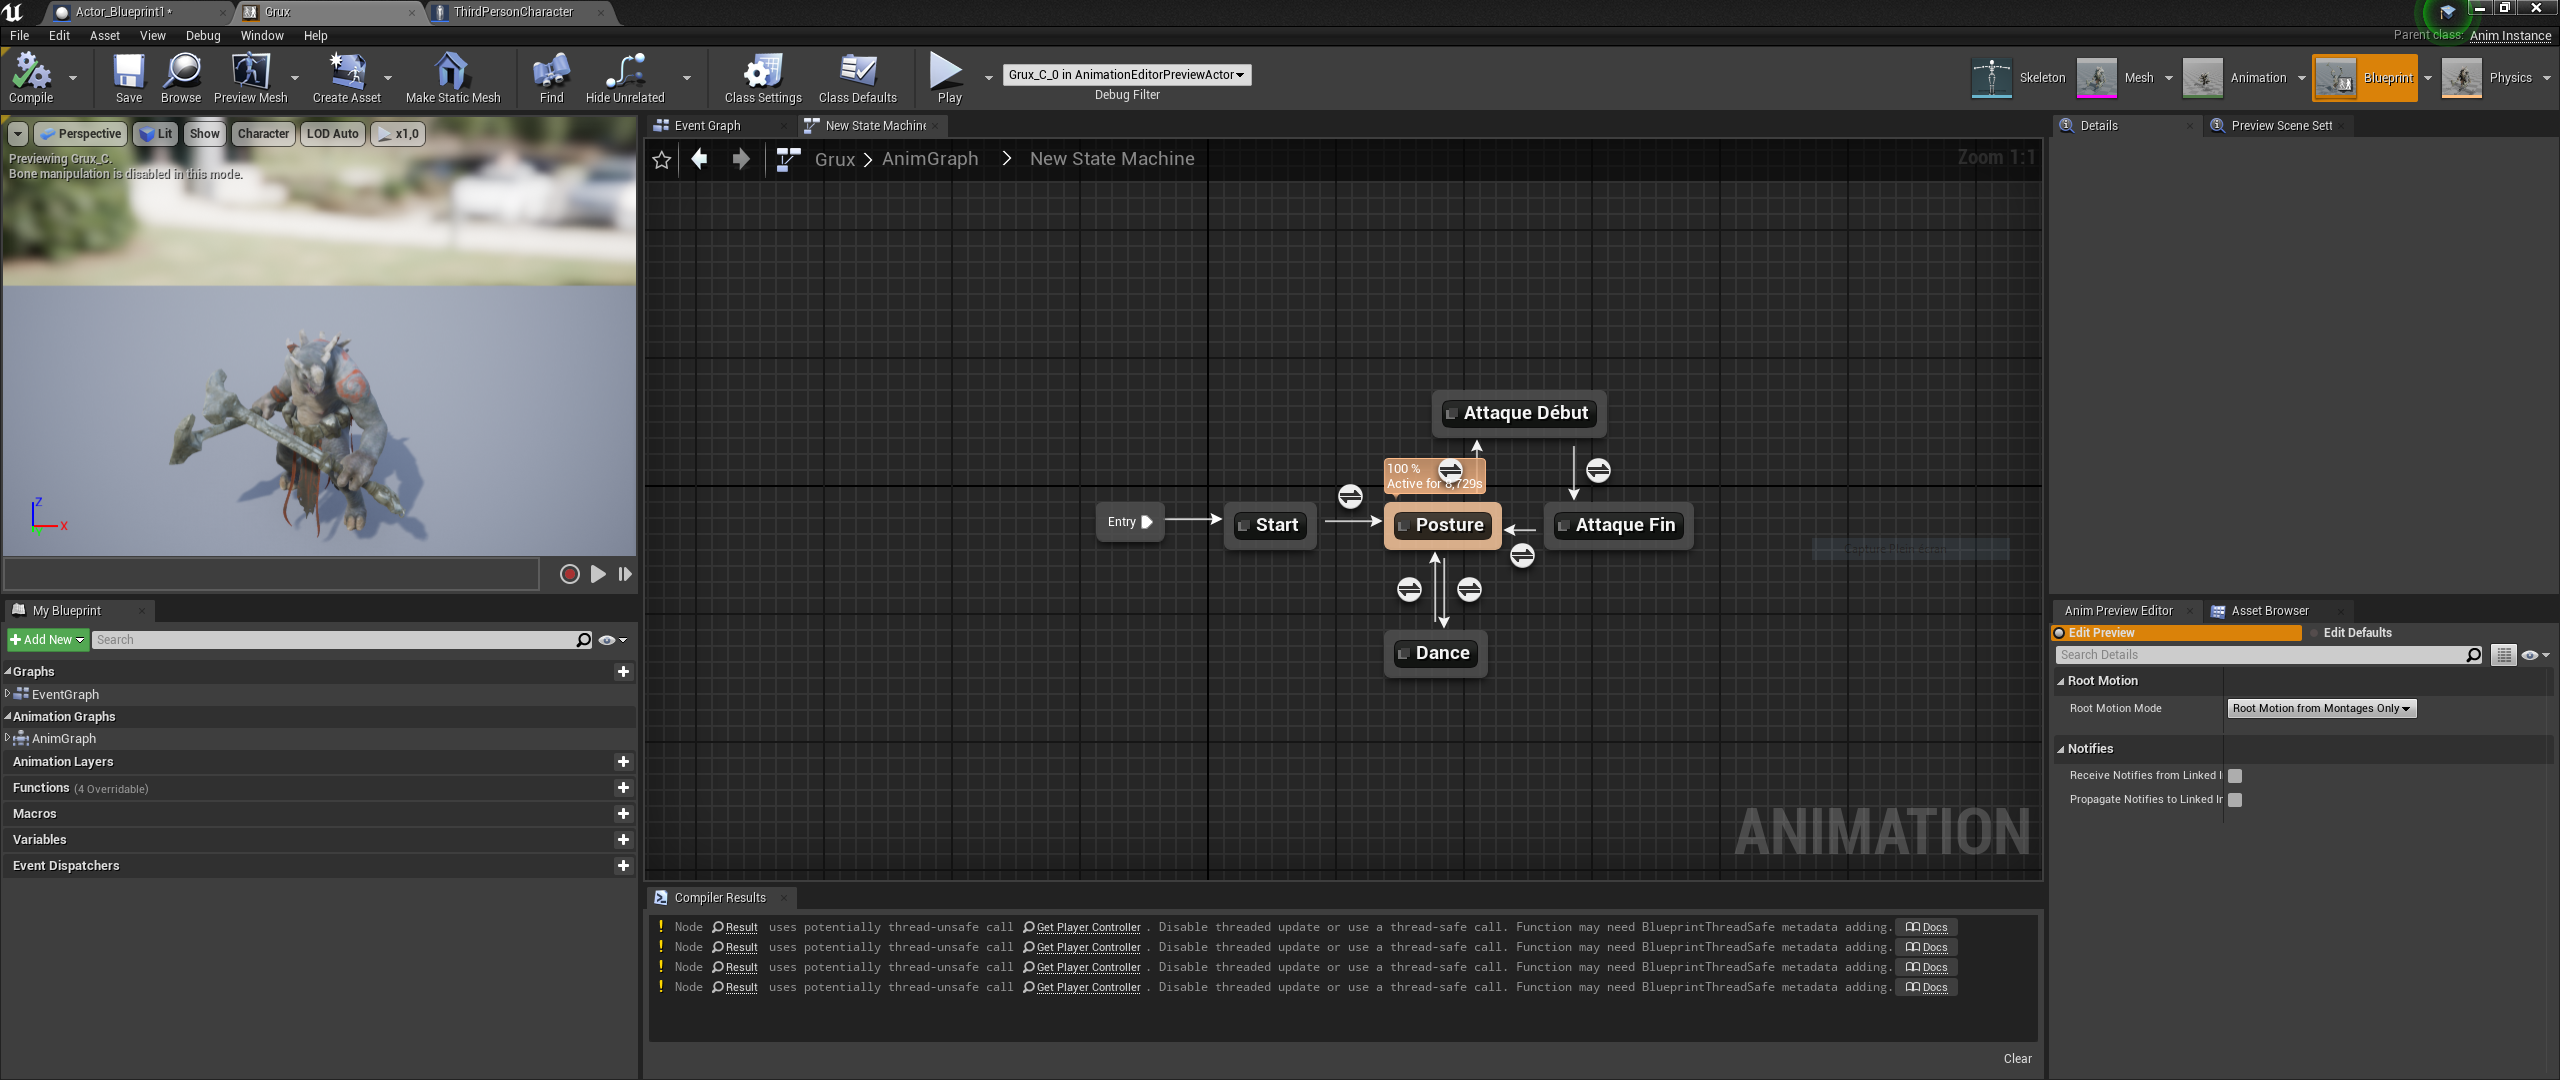 Actor_Blueprint1*
Grux
ThirdPersonCharacter
File Edit Asset View Debug Window Help
Parent class: Anim Instance
Compile
Save
Browse
Preview Mesh
Create Asset
Make Static Mesh
Find
Hide Unrelated
Class Settings
Class Defaults
Play
Grux_C_0 in AnimationEditorPreviewActor
Debug Filter
Skeleton
Mesh
Animation
Blueprint
Physics
Perspective
Lit
Show
Character
LOD Auto
x1,0
Previewing Grux_C.
Bone manipulation is disabled in this mode.
Z
X
Event Graph
New State Machine
Grux > AnimGraph > New State Machine
Zoom 1:1
Attaque Début
100 %
Active for 8,729s
Entry
Start
Posture
Attaque Fin
Dance
ANIMATION
My Blueprint
Add New
Search
Graphs
EventGraph
Animation Graphs
AnimGraph
Animation Layers
Functions (4 Overridable)
Macros
Variables
Event Dispatchers
Compiler Results
! Node Result uses potentially thread-unsafe call Get Player Controller . Disable threaded update or use a thread-safe call. Function may need BlueprintThreadSafe metadata adding. Docs
! Node Result uses potentially thread-unsafe call Get Player Controller . Disable threaded update or use a thread-safe call. Function may need BlueprintThreadSafe metadata adding. Docs
! Node Result uses potentially thread-unsafe call Get Player Controller . Disable threaded update or use a thread-safe call. Function may need BlueprintThreadSafe metadata adding. Docs
! Node Result uses potentially thread-unsafe call Get Player Controller . Disable threaded update or use a thread-safe call. Function may need BlueprintThreadSafe metadata adding. Docs
Clear
Details
Preview Scene Sett
Anim Preview Editor
Asset Browser
Edit Preview
Edit Defaults
Search Details
Root Motion
Root Motion Mode
Root Motion from Montages Only
Notifies
Receive Notifies from Linked I
Propagate Notifies to Linked Ir